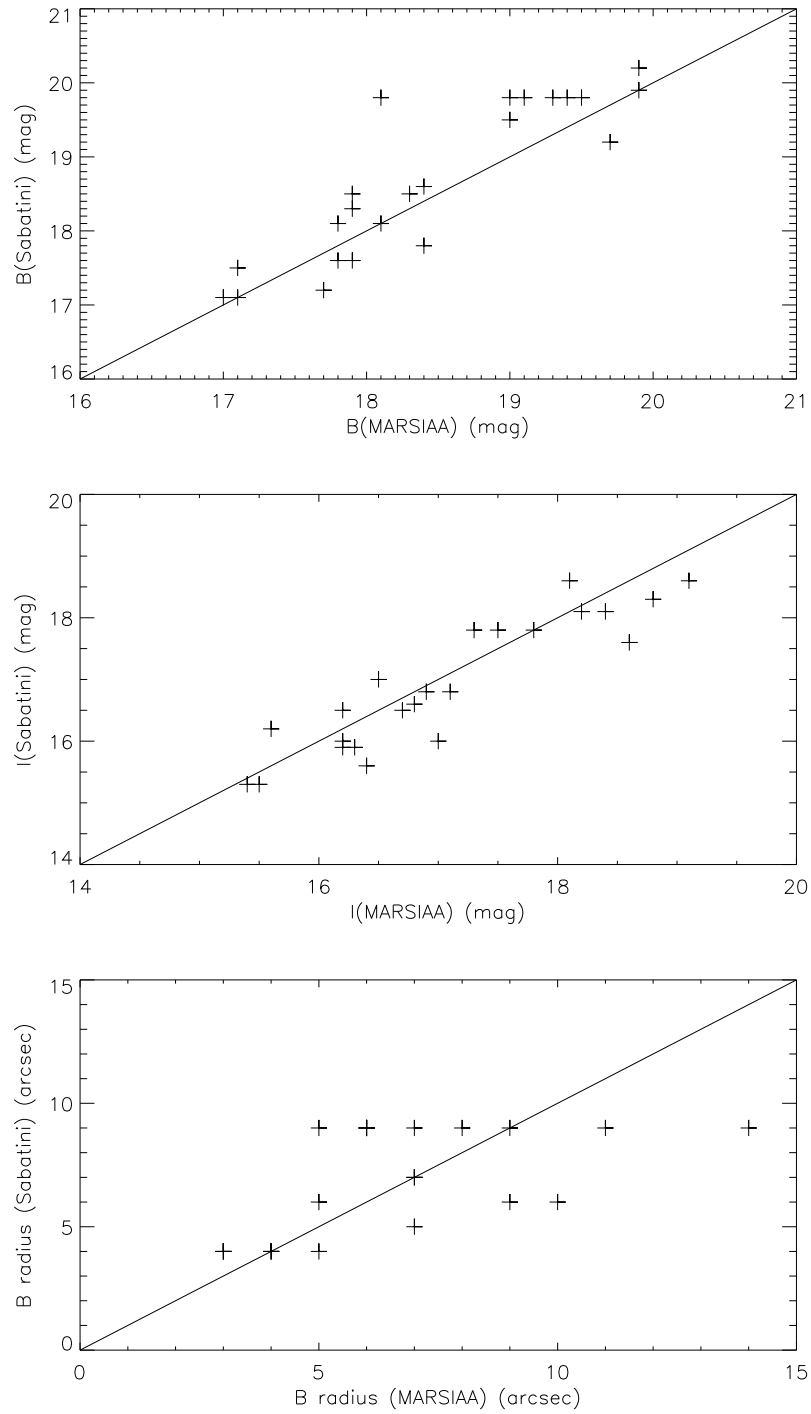 21
20
19
18
17
16
B(Sabatini) (mag)
16 17 18 19 20 21
B(MARSIAA) (mag)
20
18
16
14
I(Sabatini) (mag)
14 16 18 20
I(MARSIAA) (mag)
15
10
5
0
B radius (Sabatini) (arcsec)
0 5 10 15
B radius (MARSIAA) (arcsec)